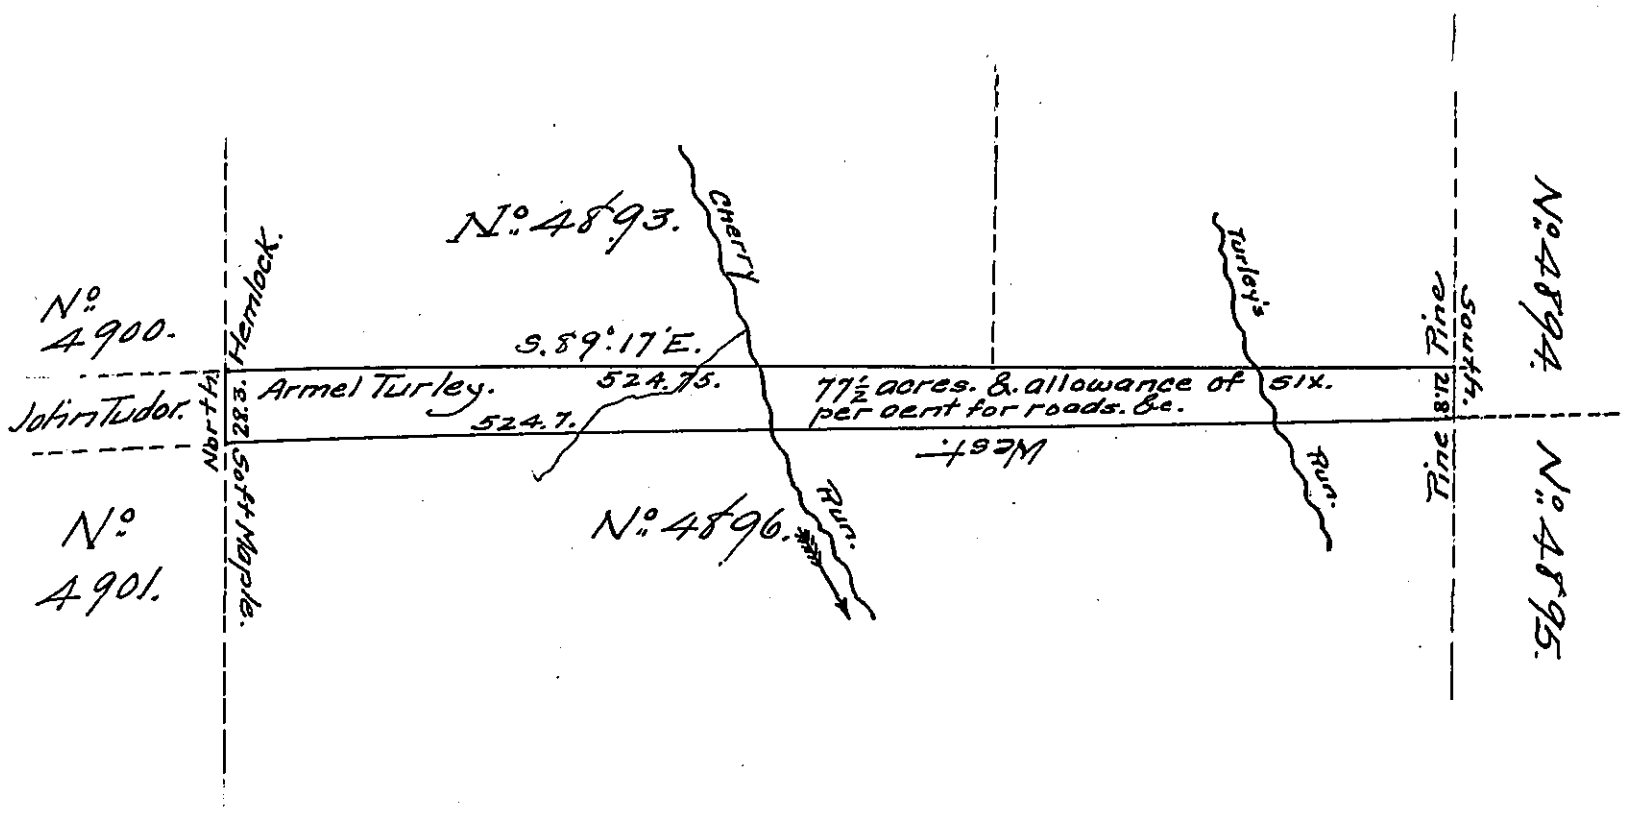 Nº 4893.
Cherry
Turley's
Nº 4894.
Nº
4900.
Hemlock.
Pine
South.
S. 89.° 17' E.
John Tudor.
North.
28.3.
Armel Turley.
524.75.
77½ acres. & allowance of six.
per cent for roads. &c.
21.8.
524.7.
West.
Pine
Soft Maple.
Nº
4901.
Nº 4896.
Run.
Run.
Nº 4895.